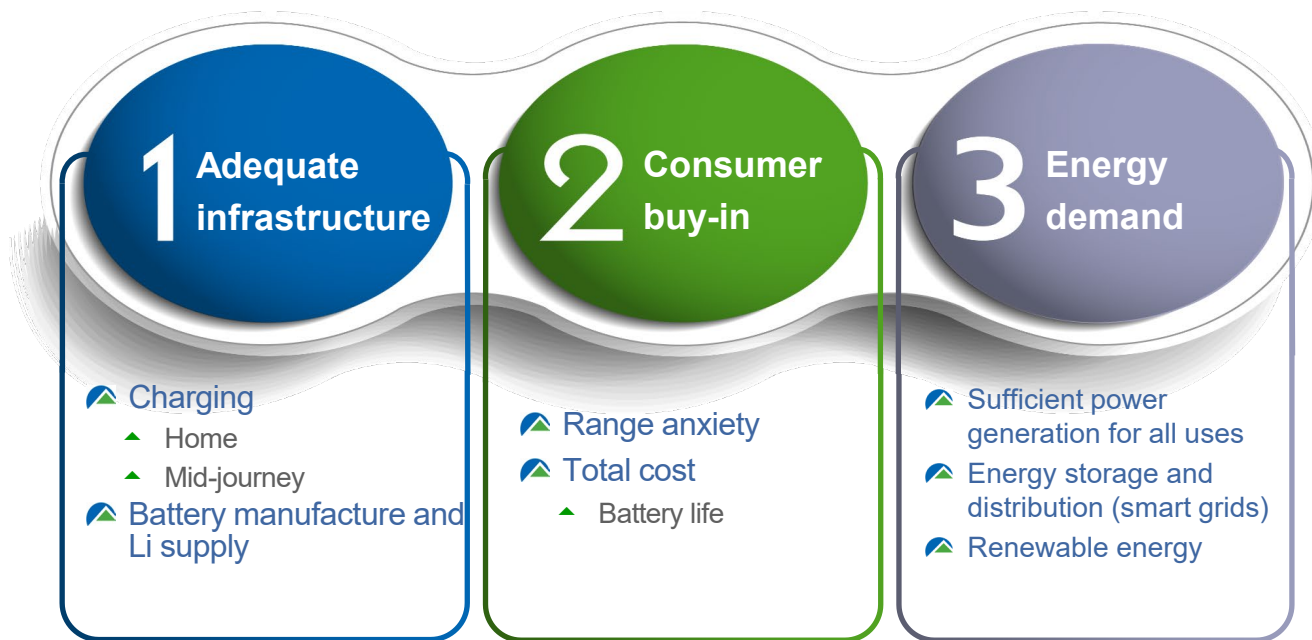 1 Adequate
infrastructure
Charging
Home
Mid-journey
Battery manufacture and
Li supply
2 Consumer
buy-in
Range anxiety
Total cost
Battery life
3 Energy
demand
Sufficient power
generation for all uses
Energy storage and
distribution (smart grids)
Renewable energy